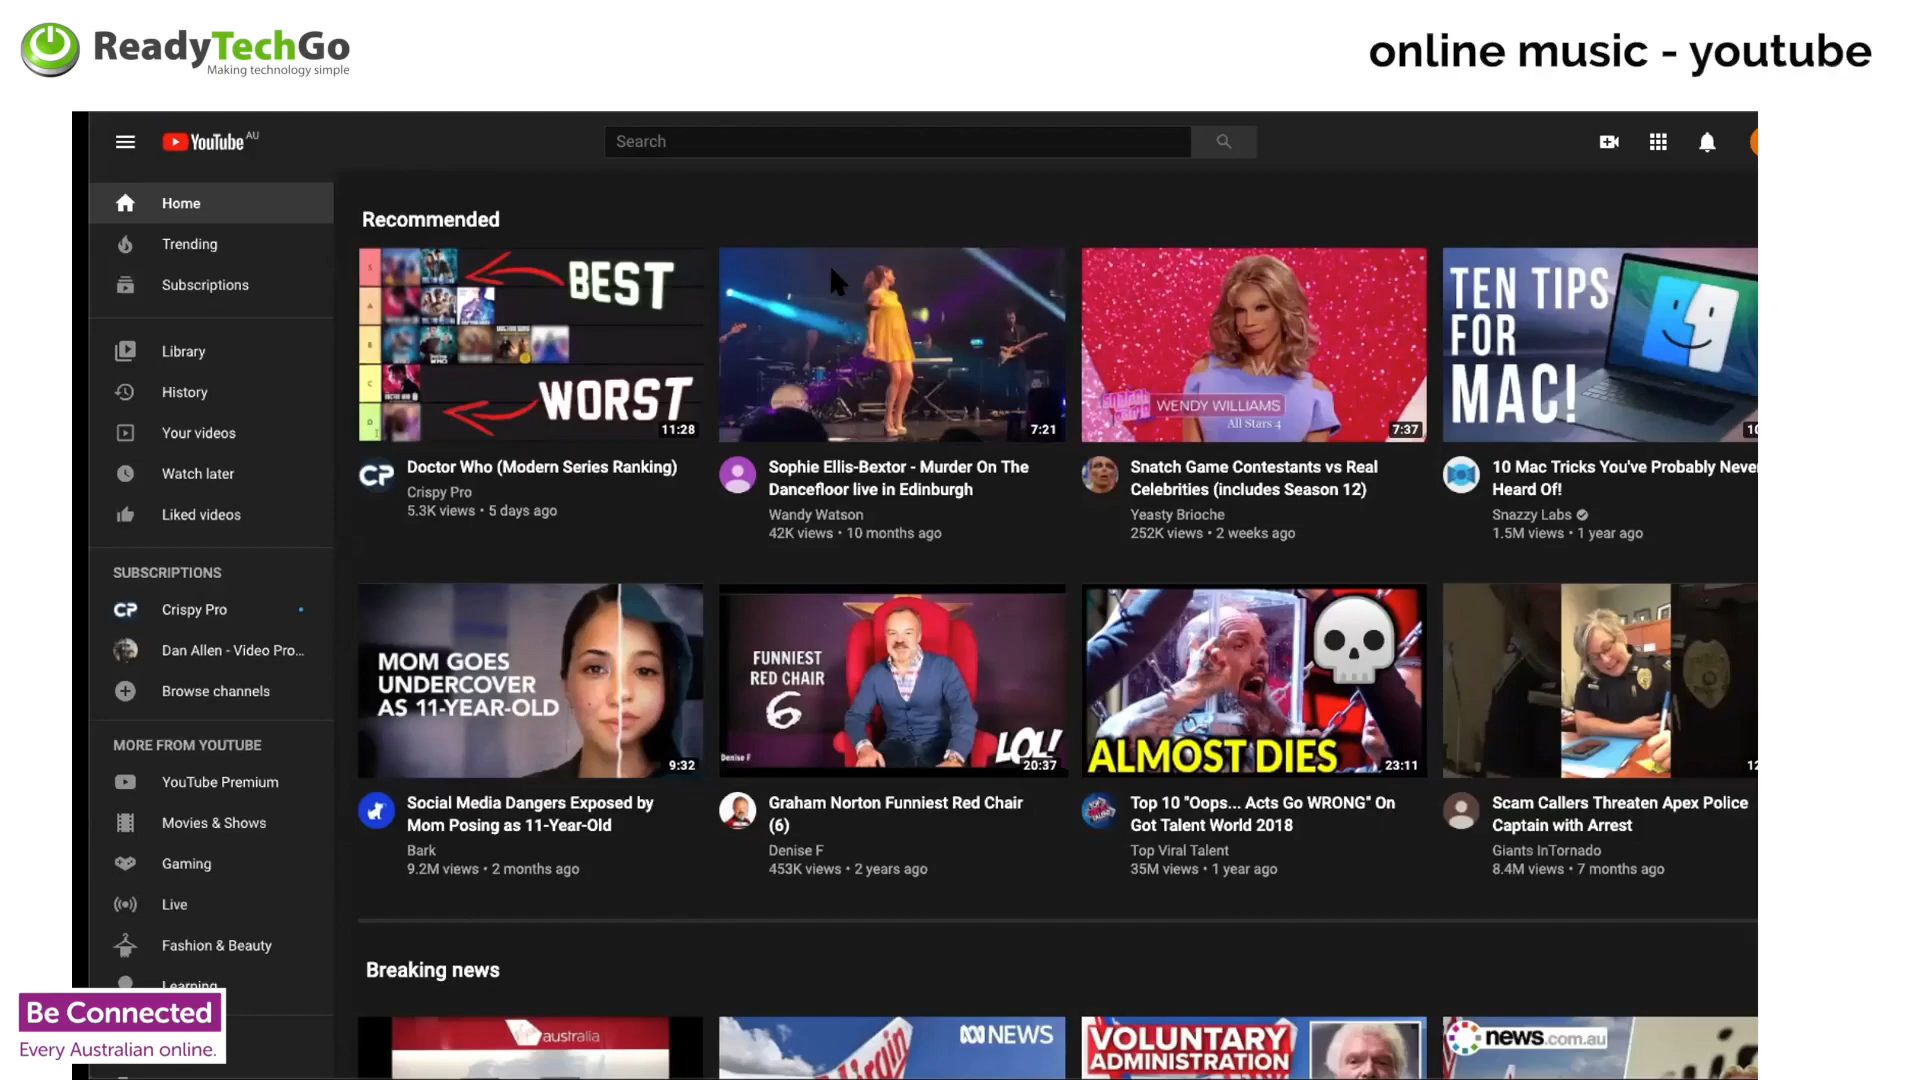 ReadyTechGo
Making technology simple
online music - youtube
YouTube AU
Search
Home
Trending
Subscriptions
Library
History
Your videos
Watch later
Liked videos
SUBSCRIPTIONS
CP Crispy Pro
Dan Allen - Video Pro...
Browse channels
MORE FROM YOUTUBE
YouTube Premium
Movies & Shows
Gaming
Live
Fashion & Beauty
Learning
Be Connected
Every Australian online.
Recommended
S
A
B
C
D
BEST
WORST
11:28
CP
Doctor Who (Modern Series Ranking)
Crispy Pro
5.3K views • 5 days ago
7:21
Sophie Ellis-Bextor - Murder On The
Dancefloor live in Edinburgh
Wandy Watson
42K views • 10 months ago
WENDY WILLIAMS
All Stars 4
7:37
Snatch Game Contestants vs Real
Celebrities (includes Season 12)
Yeasty Brioche
252K views • 2 weeks ago
TEN TIPS
FOR
MAC!
10
10 Mac Tricks You've Probably Never
Heard Of!
Snazzy Labs
1.5M views • 1 year ago
MOM GOES
UNDERCOVER
AS 11-YEAR-OLD
9:32
Social Media Dangers Exposed by
Mom Posing as 11-Year-Old
Bark
9.2M views • 2 months ago
FUNNIEST
RED CHAIR
6
LOL!
Denise F
20:37
Graham Norton Funniest Red Chair
(6)
Denise F
453K views • 2 years ago
ALMOST DIES
23:11
Top 10 "Oops... Acts Go WRONG" On
Got Talent World 2018
Top Viral Talent
35M views • 1 year ago
12
Scam Callers Threaten Apex Police
Captain with Arrest
Giants InTornado
8.4M views • 7 months ago
Breaking news
australia
NEWS
VOLUNTARY
ADMINISTRATION
news.com.au